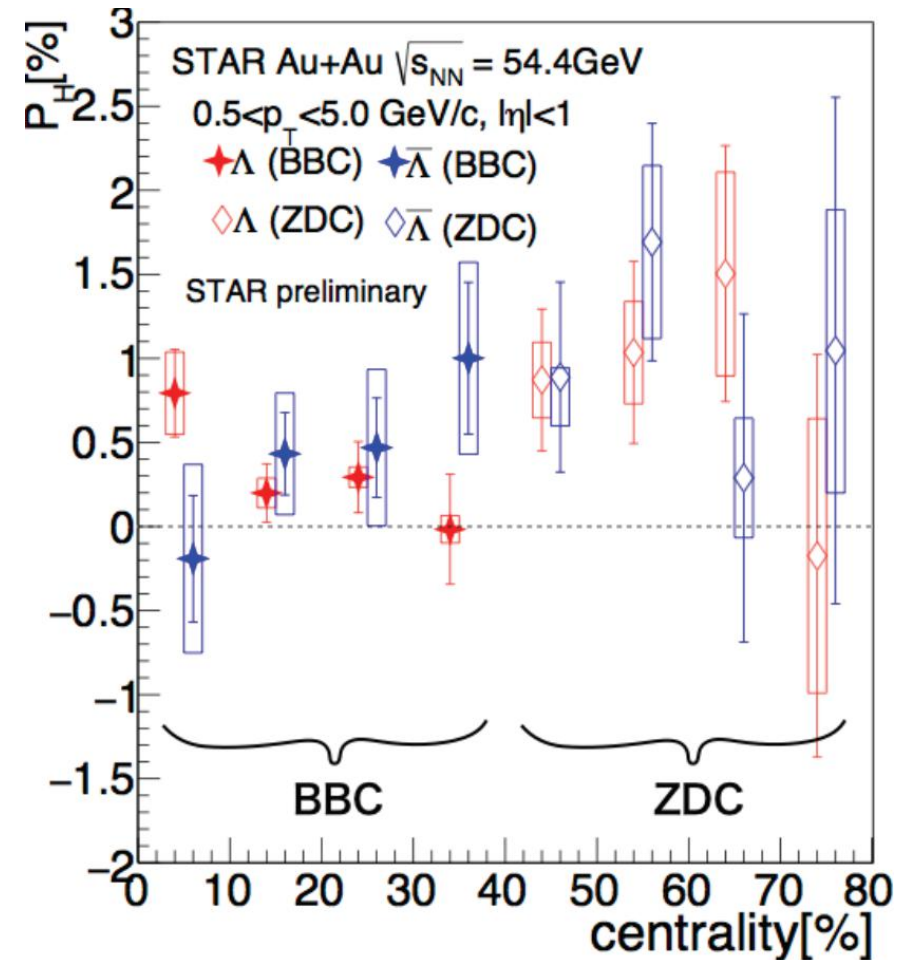 P_H[%]
3
2.5
2
1.5
1
0.5
0
−0.5
−1
−1.5
−2
STAR Au+Au √s_NN = 54.4GeV
0.5<p_T<5.0 GeV/c, |η|<1
Λ (BBC) Λ̅ (BBC)
Λ (ZDC) Λ̅ (ZDC)
STAR preliminary
BBC ZDC
0 10 20 30 40 50 60 70 80
centrality[%]